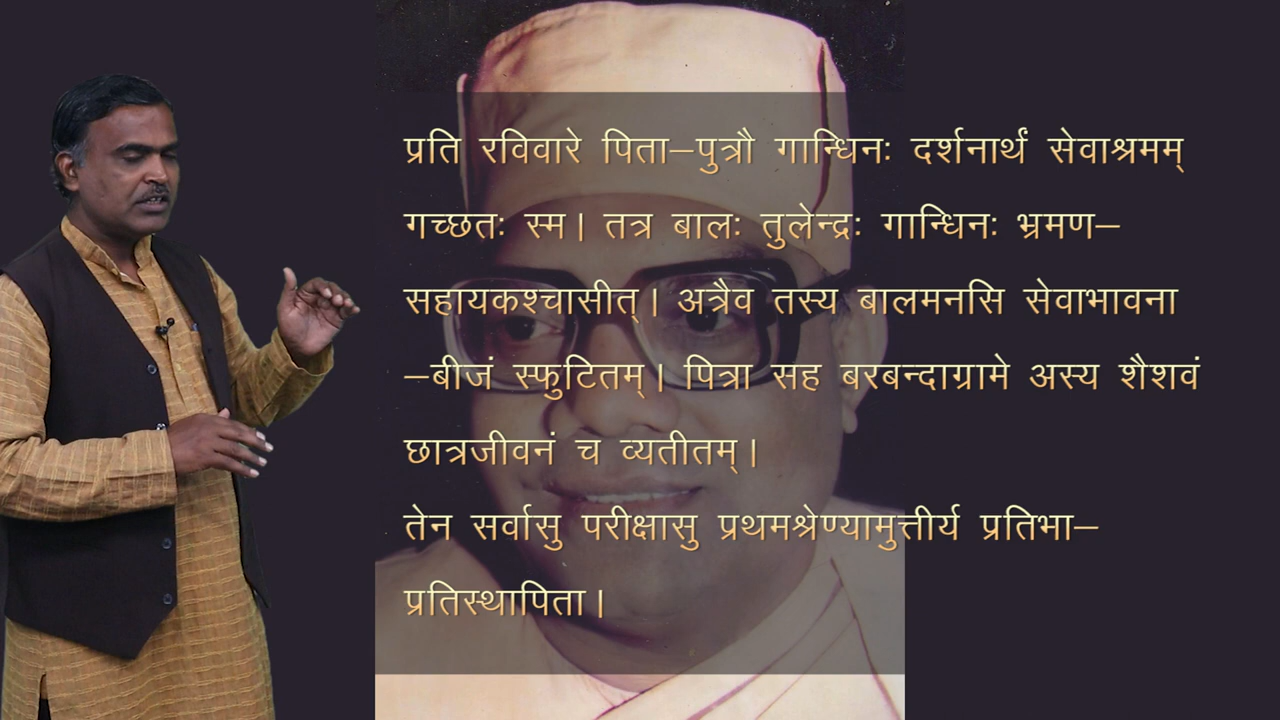 प्रति रविवारे पिता–पुत्रौ गान्धिनः दर्शनार्थं सेवाश्रमम्
गच्छतः स्म। तत्र बालः तुलेन्द्रः गान्धिनः भ्रमण–
सहायकश्चासीत्। अत्रैव तस्य बालमनसि सेवाभावना
–बीजं स्फुटितम्। पित्रा सह बरबन्दाग्रामे अस्य शैशवं
छात्रजीवनं च व्यतीतम्।
तेन सर्वासु परीक्षासु प्रथमश्रेण्यामुत्तीर्य प्रतिभा–
प्रतिस्थापिता।